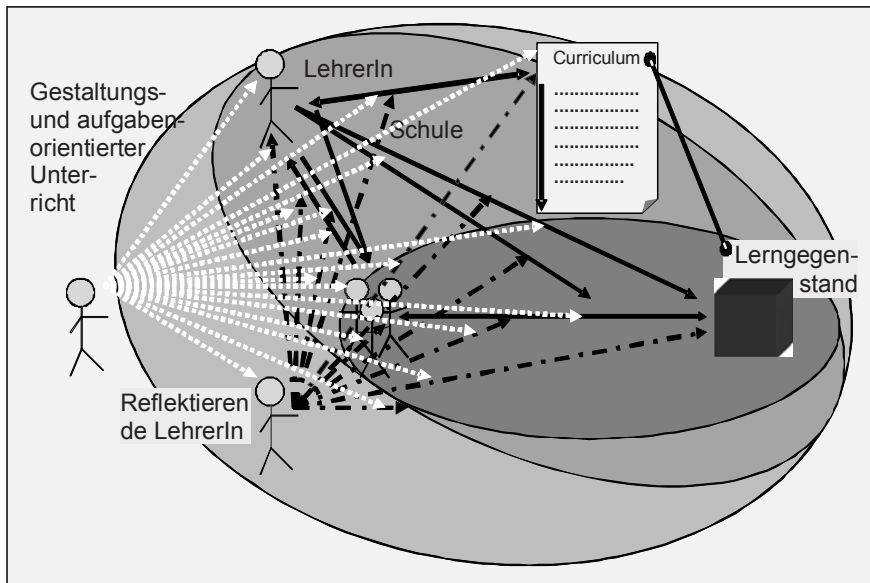 LehrerIn
Curriculum
Gestaltungs-
und aufgaben-
orientierter
Unter-
richt
Schule
Lerngegen-
stand
Reflektieren
de LehrerIn